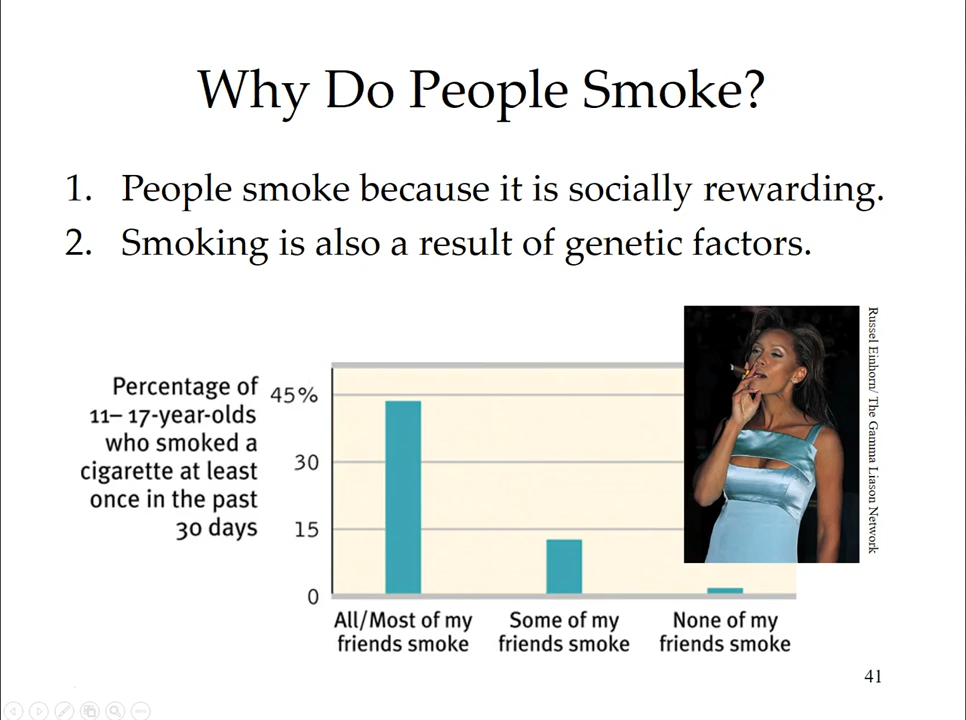 Why Do People Smoke?
1. People smoke because it is socially rewarding.
2. Smoking is also a result of genetic factors.
Percentage of
11– 17-year-olds
who smoked a
cigarette at least
once in the past
30 days
45%
30
15
0
All/Most of my
friends smoke
Some of my
friends smoke
None of my
friends smoke
Russel Einhorn/ The Gamma Liason Network
41